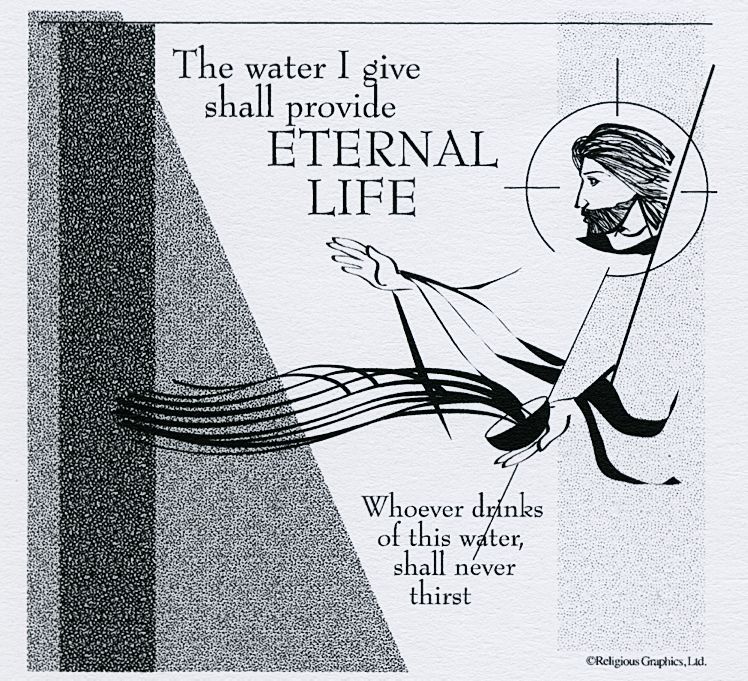 The water I give
shall provide
ETERNAL
LIFE
Whoever drinks
of this water,
shall never
thirst
©Religious Graphics, Ltd.